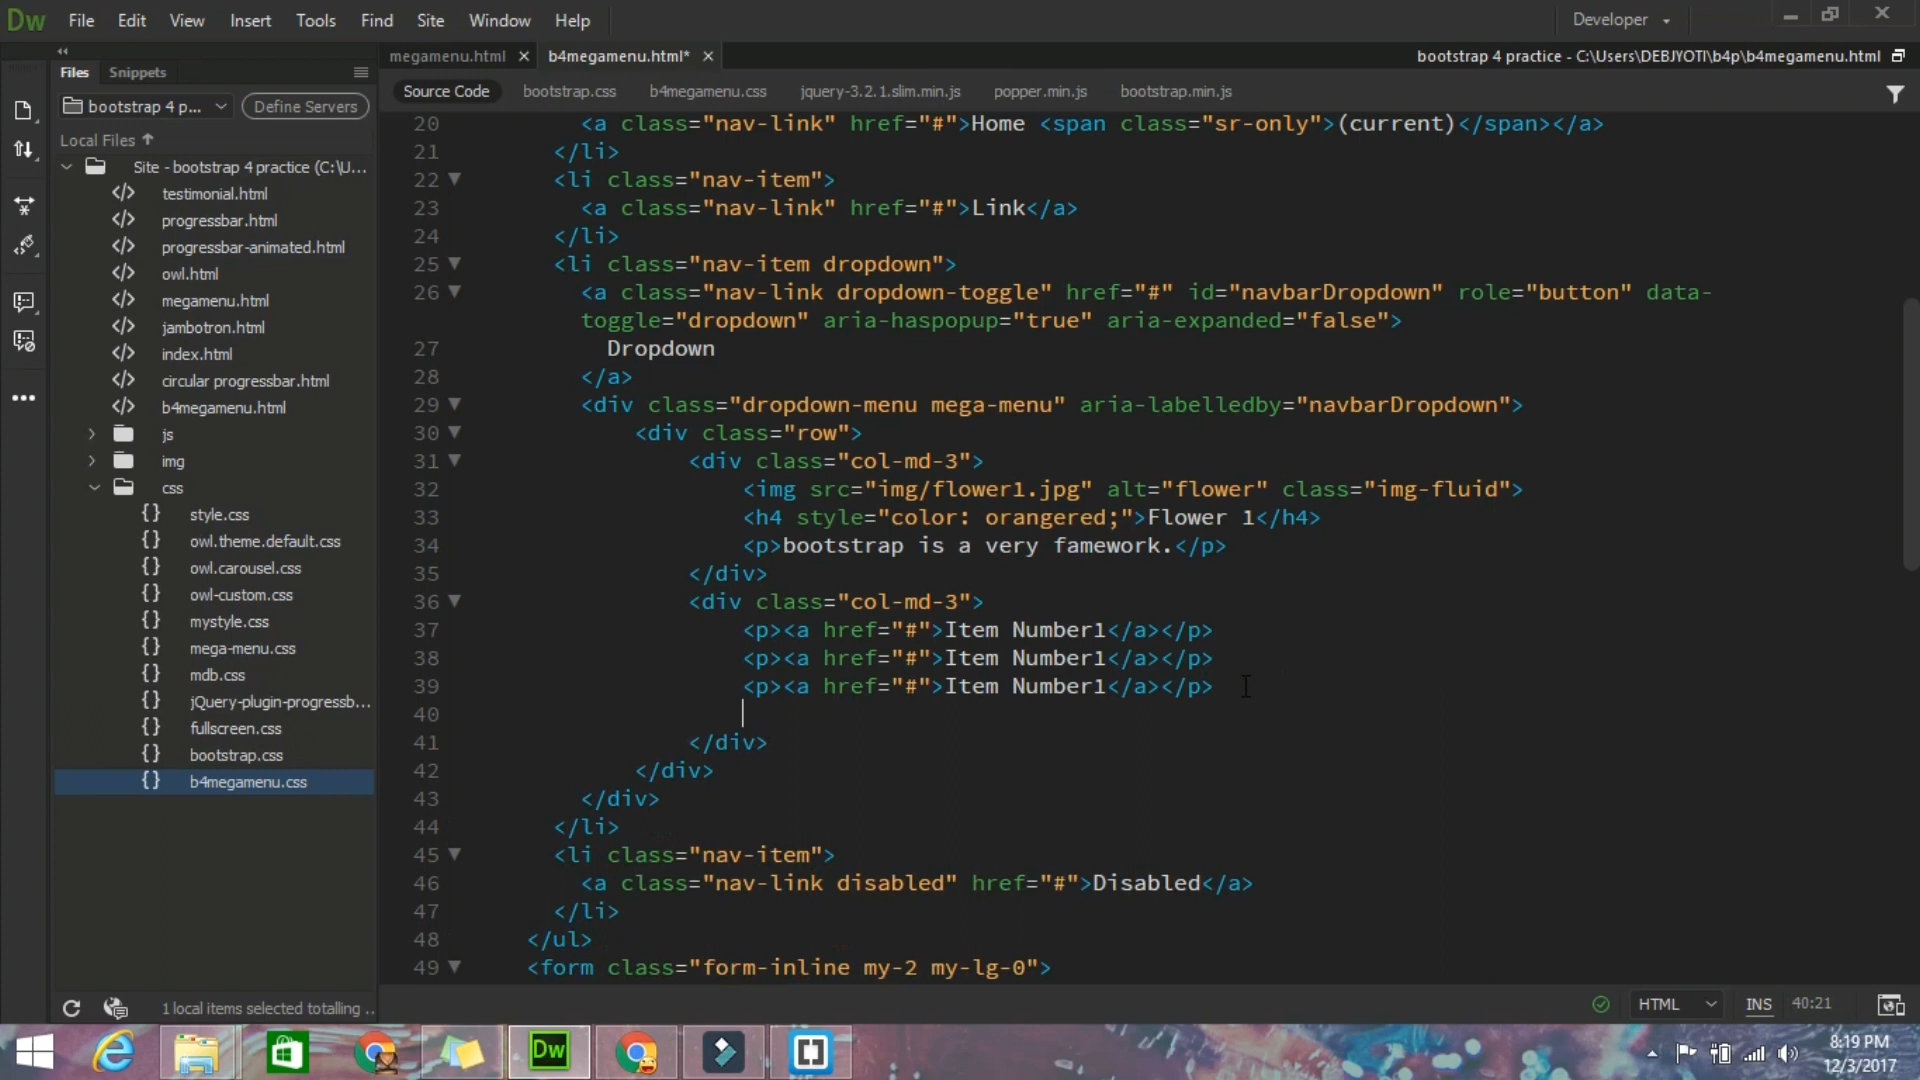 Dw File Edit View Insert Tools Find Site Window Help Developer
Files Snippets
bootstrap 4 p... Define Servers
Local Files
Site - bootstrap 4 practice (C:\U...
testimonial.html
progressbar.html
progressbar-animated.html
owl.html
megamenu.html
jambotron.html
index.html
circular progressbar.html
b4megamenu.html
js
img
css
style.css
owl.theme.default.css
owl.carousel.css
owl-custom.css
mystyle.css
mega-menu.css
mdb.css
jQuery-plugin-progressb...
fullscreen.css
bootstrap.css
b4megamenu.css
1 local items selected totalling ..
megamenu.html b4megamenu.html* bootstrap 4 practice - C:\Users\DEBJYOTI\b4p\b4megamenu.html
Source Code bootstrap.css b4megamenu.css jquery-3.2.1.slim.min.js popper.min.js bootstrap.min.js
20 <a class="nav-link" href="#">Home <span class="sr-only">(current)</span></a>
21 </li>
22 <li class="nav-item">
23 <a class="nav-link" href="#">Link</a>
24 </li>
25 <li class="nav-item dropdown">
26 <a class="nav-link dropdown-toggle" href="#" id="navbarDropdown" role="button" data-
toggle="dropdown" aria-haspopup="true" aria-expanded="false">
27 Dropdown
28 </a>
29 <div class="dropdown-menu mega-menu" aria-labelledby="navbarDropdown">
30 <div class="row">
31 <div class="col-md-3">
32 <img src="img/flower1.jpg" alt="flower" class="img-fluid">
33 <h4 style="color: orangered;">Flower 1</h4>
34 <p>bootstrap is a very famework.</p>
35 </div>
36 <div class="col-md-3">
37 <p><a href="#">Item Number1</a></p>
38 <p><a href="#">Item Number1</a></p>
39 <p><a href="#">Item Number1</a></p>
40
41 </div>
42 </div>
43 </div>
44 </li>
45 <li class="nav-item">
46 <a class="nav-link disabled" href="#">Disabled</a>
47 </li>
48 </ul>
49 <form class="form-inline my-2 my-lg-0">
HTML INS 40:21
Dw
8:19 PM
12/3/2017